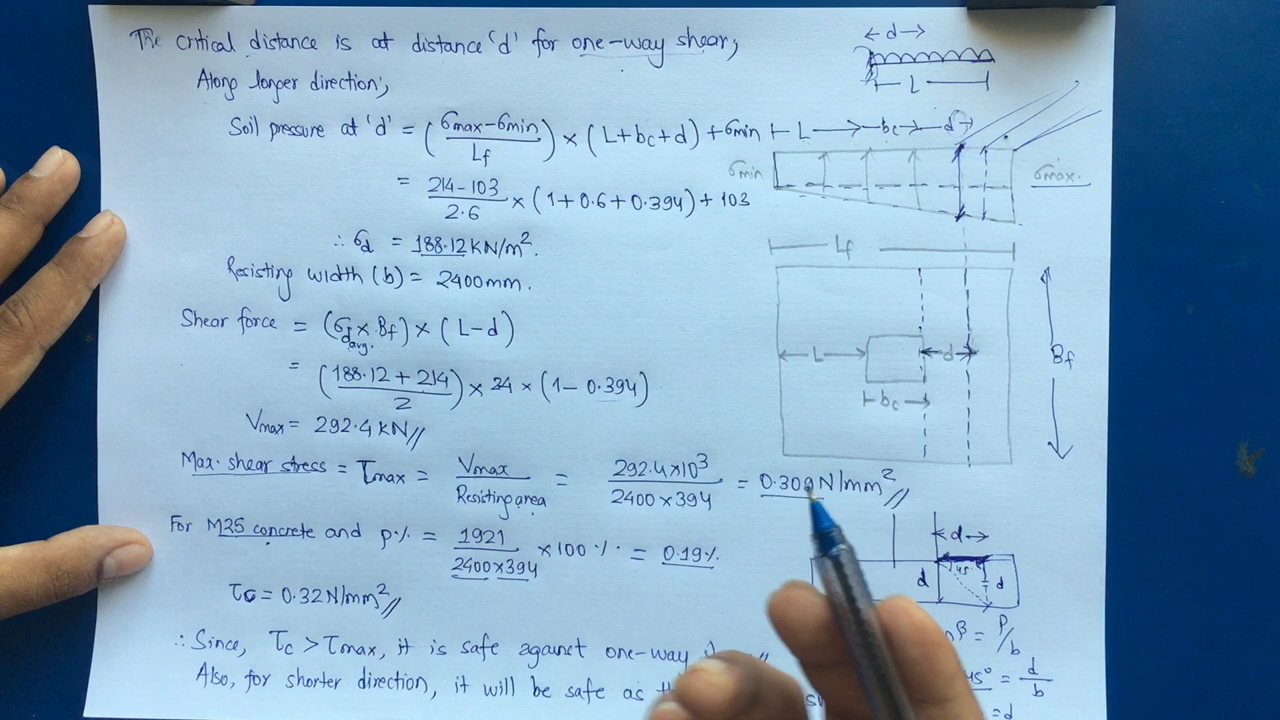 The critical distance is at distance 'd' for one-way shear,
Along longer direction,
Soil pressure at 'd' = (σmax-σmin / Lf) × (L+bc+d) + σmin
= 214-103 / 2.6 × (1+0.6+0.394) + 103
∴ σd = 188.12 KN/m².
Resisting width (b) = 2400mm.
Shear force = (σd avg. × Bf) × (L-d)
= (188.12 + 214 / 2) × 24 × (1- 0.394)
Vmax = 292.4 KN//
Max. shear stress = τmax = Vmax / Resisting area = 292.4×10³ / 2400×394 = 0.309 N/mm²//
For M25 concrete and p% = 1921 / 2400×394 ×100% = 0.19%
τc = 0.32 N/mm²//
∴ Since, τc > τmax, it is safe against one-way
Also, for shorter direction, it will be safe as
d
L
L bc d
σmin σmax.
Lf
L d
bc
Bf
d
d 45° d
β = P/b
45° = d/b
=d